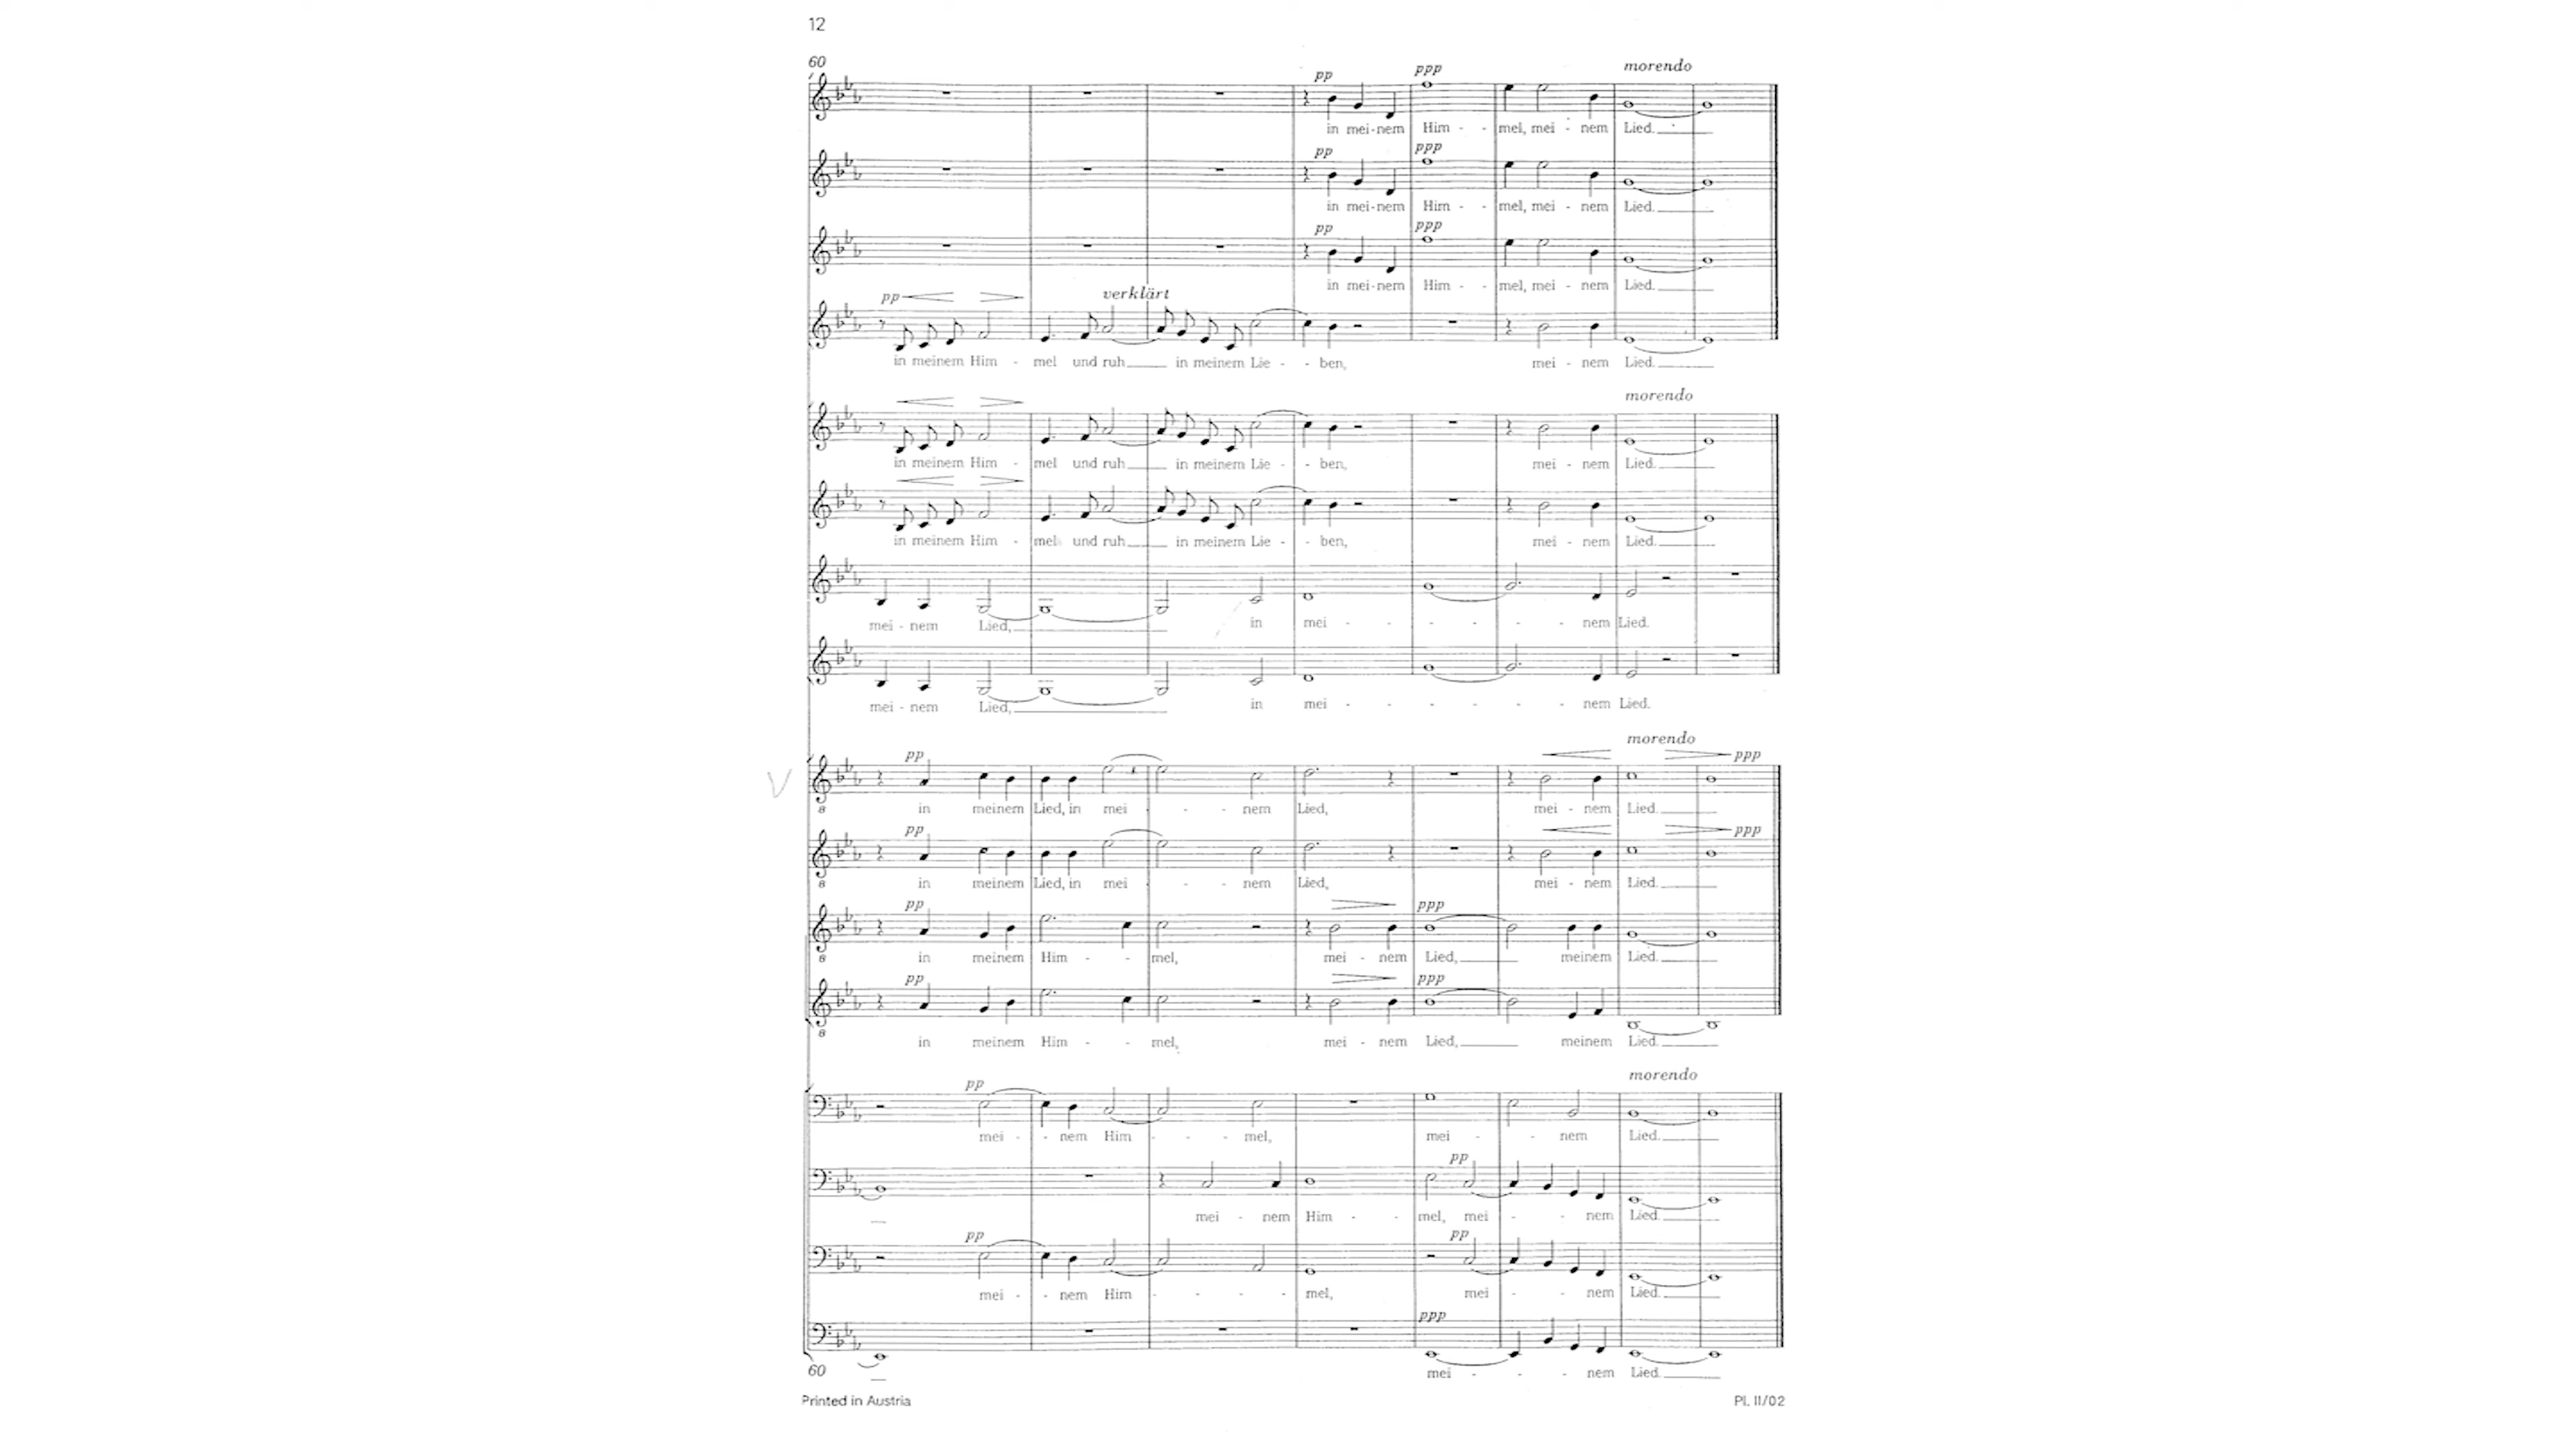 12
60
pp ppp morendo
in mei-nem Him - - mel, mei - nem Lied.
pp ppp
in mei-nem Him - - mel, mei - nem Lied.
pp ppp
in mei-nem Him - - mel, mei - nem Lied.
pp verklärt
in meinem Him - mel und ruh in meinem Lie - - ben, mei - nem Lied.
morendo
in meinem Him - mel und ruh in meinem Lie - - ben, mei - nem Lied.
in meinem Him - mel und ruh in meinem Lie - - ben, mei - nem Lied.
mei - nem Lied, in mei - - - - - nem Lied.
mei - nem Lied, in mei - - - - - nem Lied.
morendo
pp ppp
8
in meinem Lied, in mei - - - nem Lied, mei - nem Lied.
pp ppp
8
in meinem Lied, in mei - - - nem Lied, mei - nem Lied.
pp ppp
8
in meinem Him - - mel, mei - nem Lied, meinem Lied.
pp ppp
8
in meinem Him - - mel, mei - nem Lied, meinem Lied.
pp morendo
mei - - nem Him - - - mel, mei - - nem Lied.
pp
mei - nem Him - - mel, mei - - nem Lied.
pp pp
mei - - nem Him - - - - mel, mei - - nem Lied.
ppp
mei - - - nem Lied.
60
Printed in Austria Pl. II/02